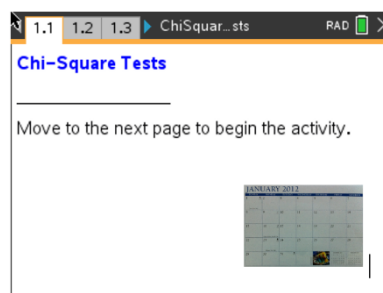 1.1 1.2 1.3 ChiSquar...sts RAD
Chi-Square Tests
Move to the next page to begin the activity.
JANUARY 2012